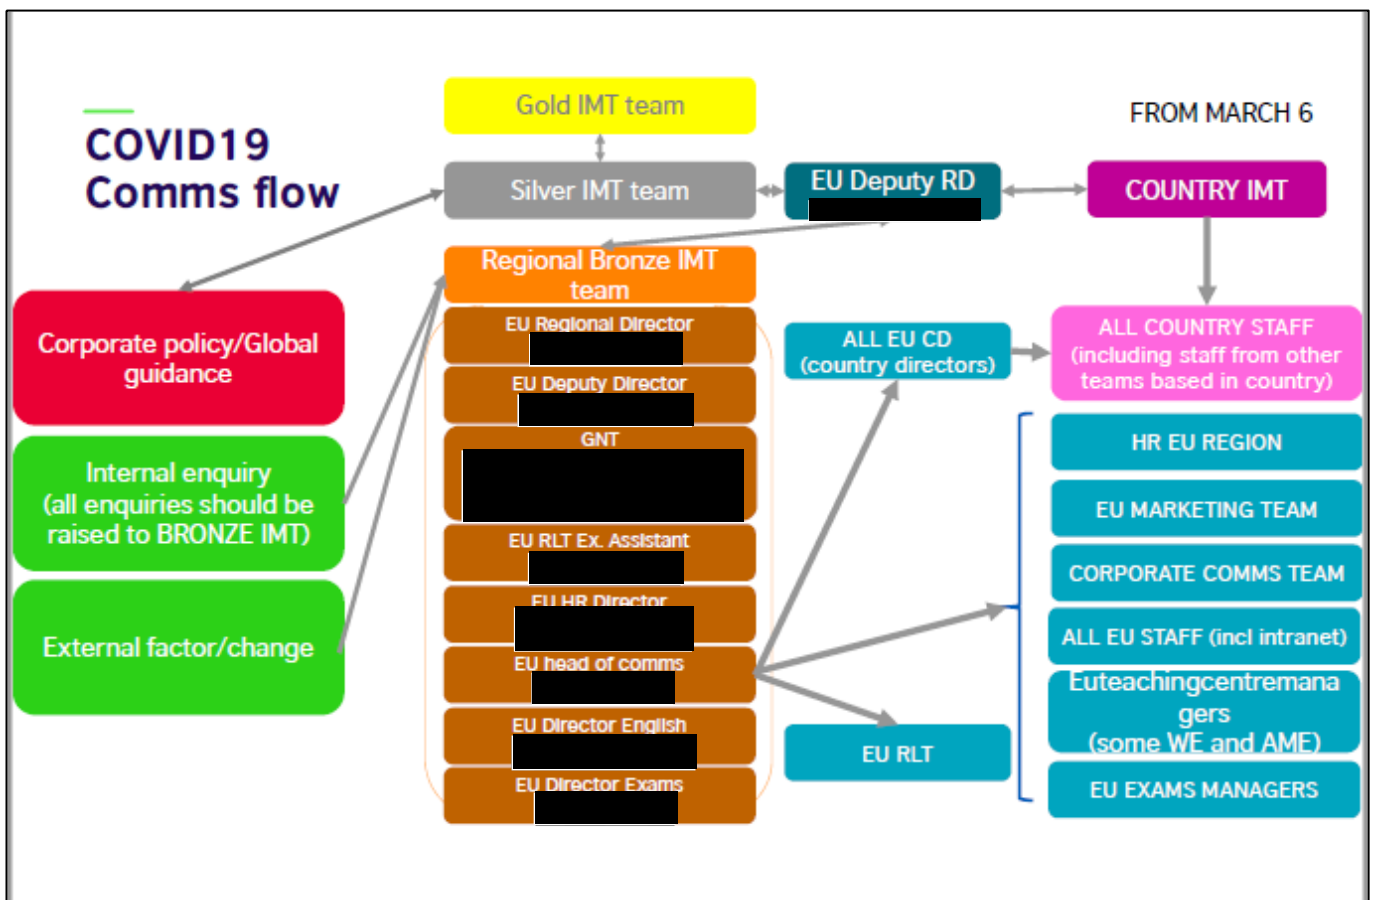 COVID19
Comms flow
FROM MARCH 6
Gold IMT team
Silver IMT team
EU Deputy RD
COUNTRY IMT
Regional Bronze IMT
team
Corporate policy/Global
guidance
Internal enquiry
(all enquiries should be
raised to BRONZE IMT)
External factor/change
EU Regional Director
EU Deputy Director
GNT
EU RLT Ex. Assistant
EU HR Director
EU head of comms
EU Director English
EU Director Exams
ALL EU CD
(country directors)
EU RLT
ALL COUNTRY STAFF
(including staff from other
teams based in country)
HR EU REGION
EU MARKETING TEAM
CORPORATE COMMS TEAM
ALL EU STAFF (incl intranet)
Euteachingcentremana
gers
(some WE and AME)
EU EXAMS MANAGERS